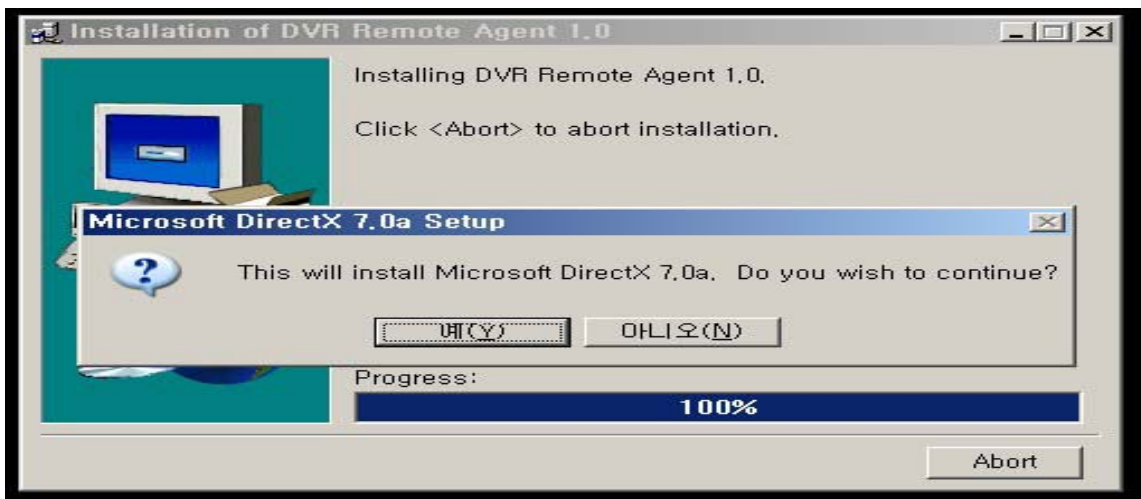 Installation of DVR Remote Agent 1.0
Installing DVR Remote Agent 1.0.
Click <Abort> to abort installation.
Microsoft DirectX 7.0a Setup
This will install Microsoft DirectX 7.0a. Do you wish to continue?
예(Y) 아니오(N)
Progress:
100%
Abort